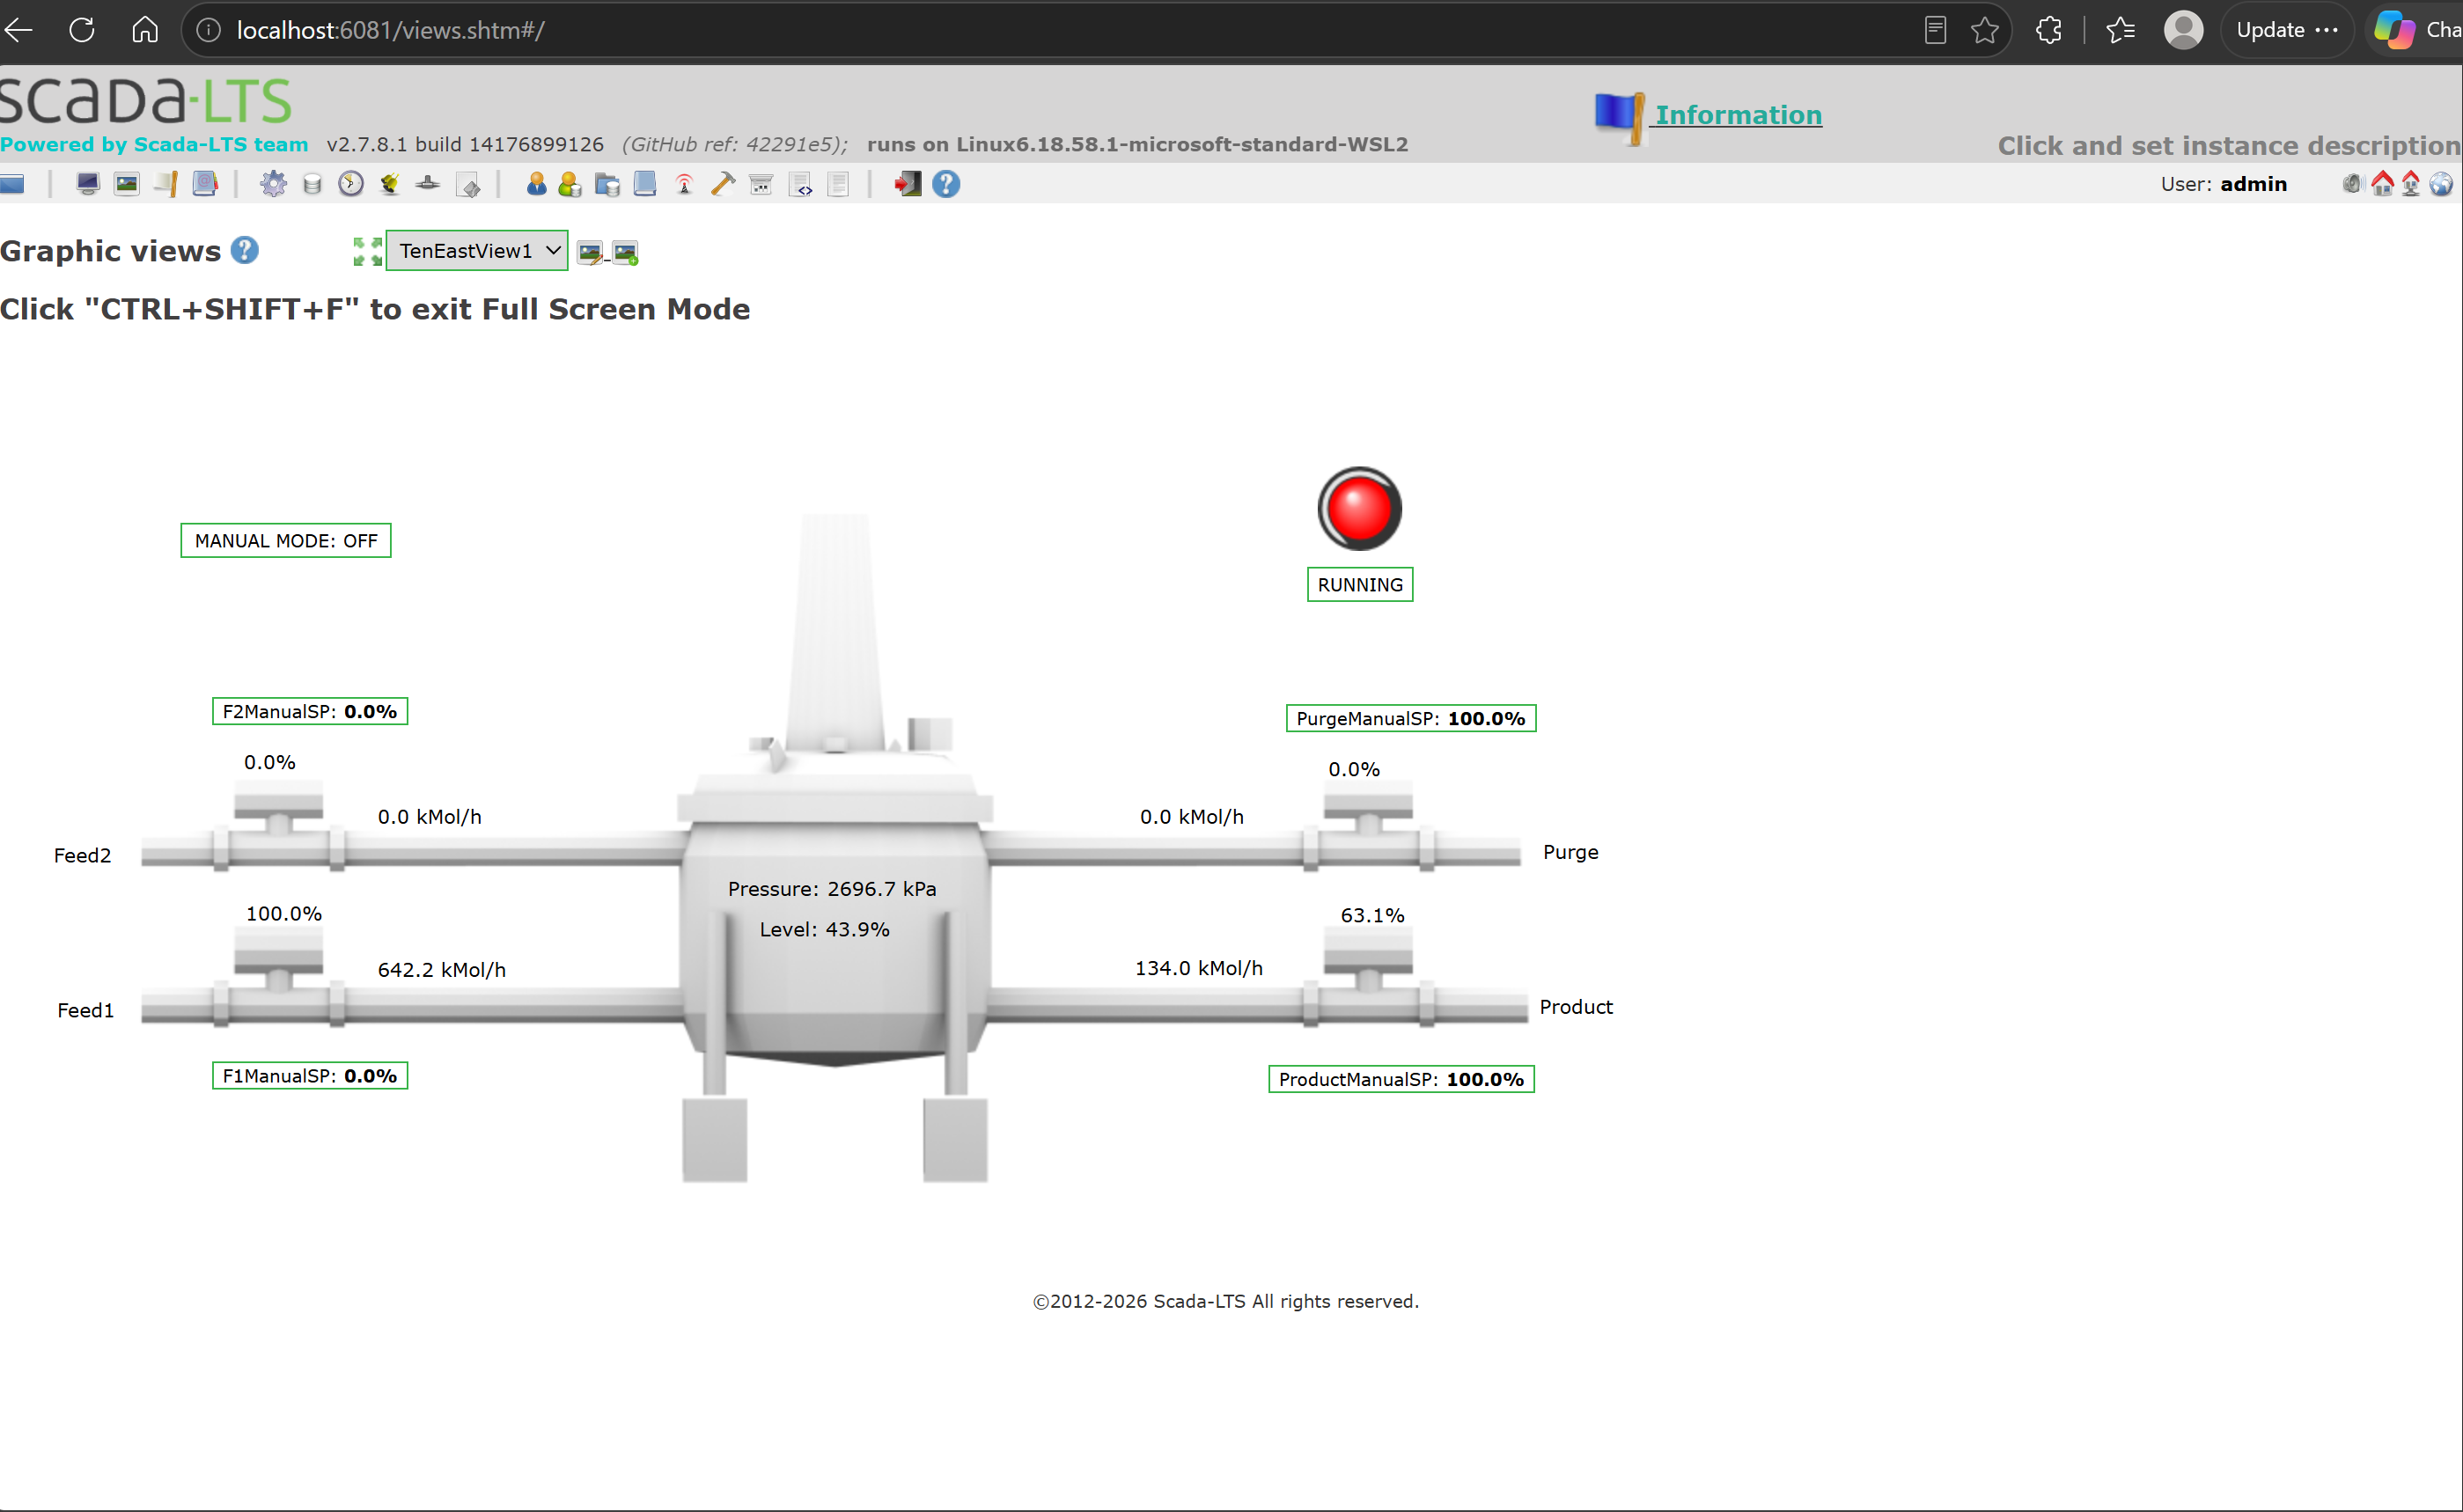 localhost:6081/views.shtm#/
Update
Cha
scada-LTS
Information
Powered by Scada-LTS team v2.7.8.1 build 14176899126 (GitHub ref: 42291e5); runs on Linux6.18.58.1-microsoft-standard-WSL2
Click and set instance description
User: admin
Graphic views
TenEastView1
Click "CTRL+SHIFT+F" to exit Full Screen Mode
MANUAL MODE: OFF
RUNNING
F2ManualSP: 0.0%
PurgeManualSP: 100.0%
0.0%
0.0%
0.0 kMol/h
0.0 kMol/h
Feed2
Purge
Pressure: 2696.7 kPa
100.0%
63.1%
Level: 43.9%
642.2 kMol/h
134.0 kMol/h
Feed1
Product
F1ManualSP: 0.0%
ProductManualSP: 100.0%
©2012-2026 Scada-LTS All rights reserved.